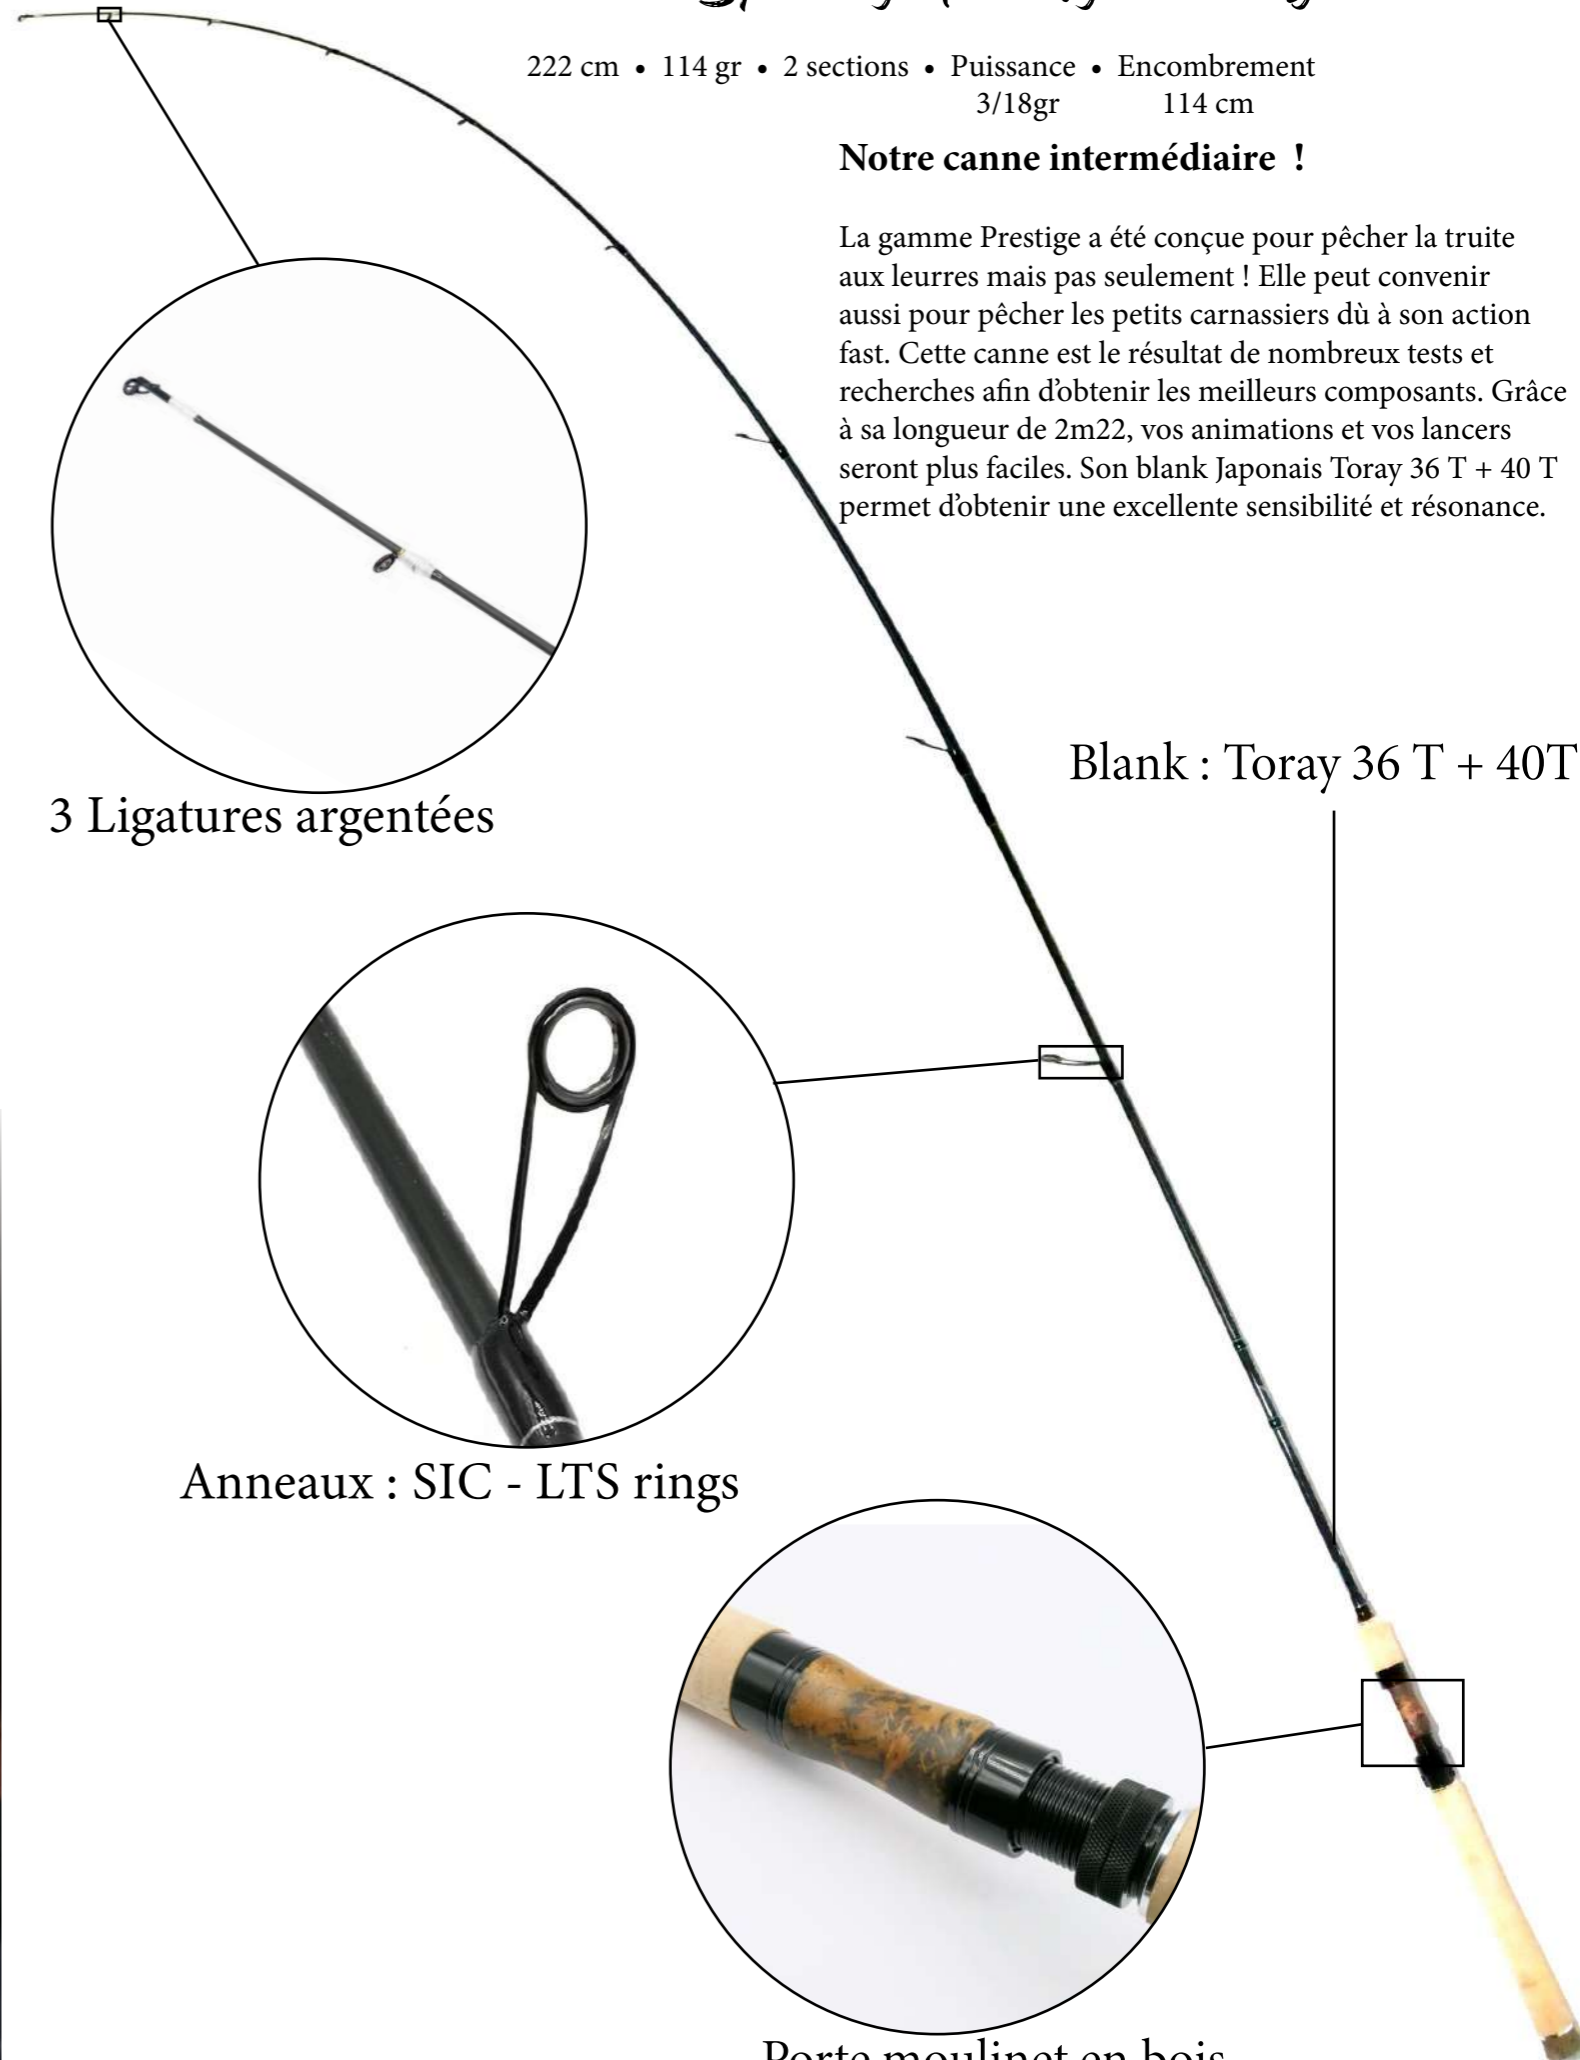 222 cm • 114 gr • 2 sections • Puissance • Encombrement
3/18gr 114 cm
Notre canne intermédiaire !
La gamme Prestige a été conçue pour pêcher la truite
aux leurres mais pas seulement ! Elle peut convenir
aussi pour pêcher les petits carnassiers dù à son action
fast. Cette canne est le résultat de nombreux tests et
recherches afin d'obtenir les meilleurs composants. Grâce
à sa longueur de 2m22, vos animations et vos lancers
seront plus faciles. Son blank Japonais Toray 36 T + 40 T
permet d'obtenir une excellente sensibilité et résonance.
Blank : Toray 36 T + 40T
3 Ligatures argentées
Anneaux : SIC - LTS rings
Porte moulinet en bois